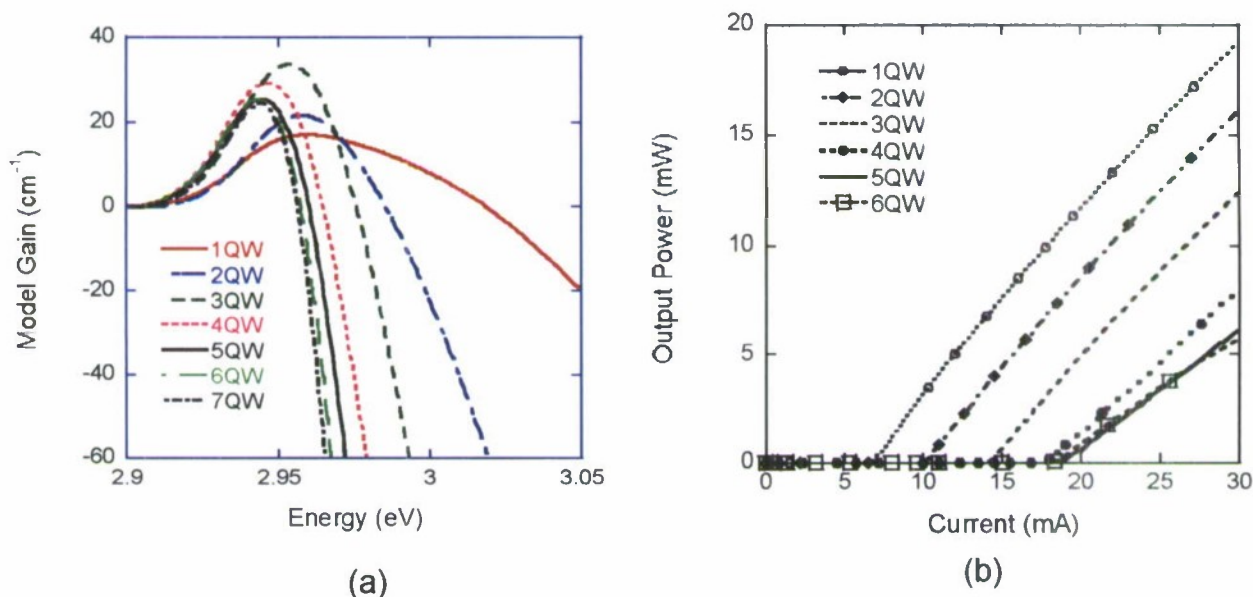 40
20
0
-20
-40
-60
2.9
2.95
3
3.05
Model Gain (cm⁻¹)
Energy (eV)
1QW
2QW
3QW
4QW
5QW
6QW
7QW
(a)
20
15
10
5
0
0
5
10
15
20
25
30
Output Power (mW)
Current (mA)
1QW
2QW
3QW
4QW
5QW
6QW
(b)